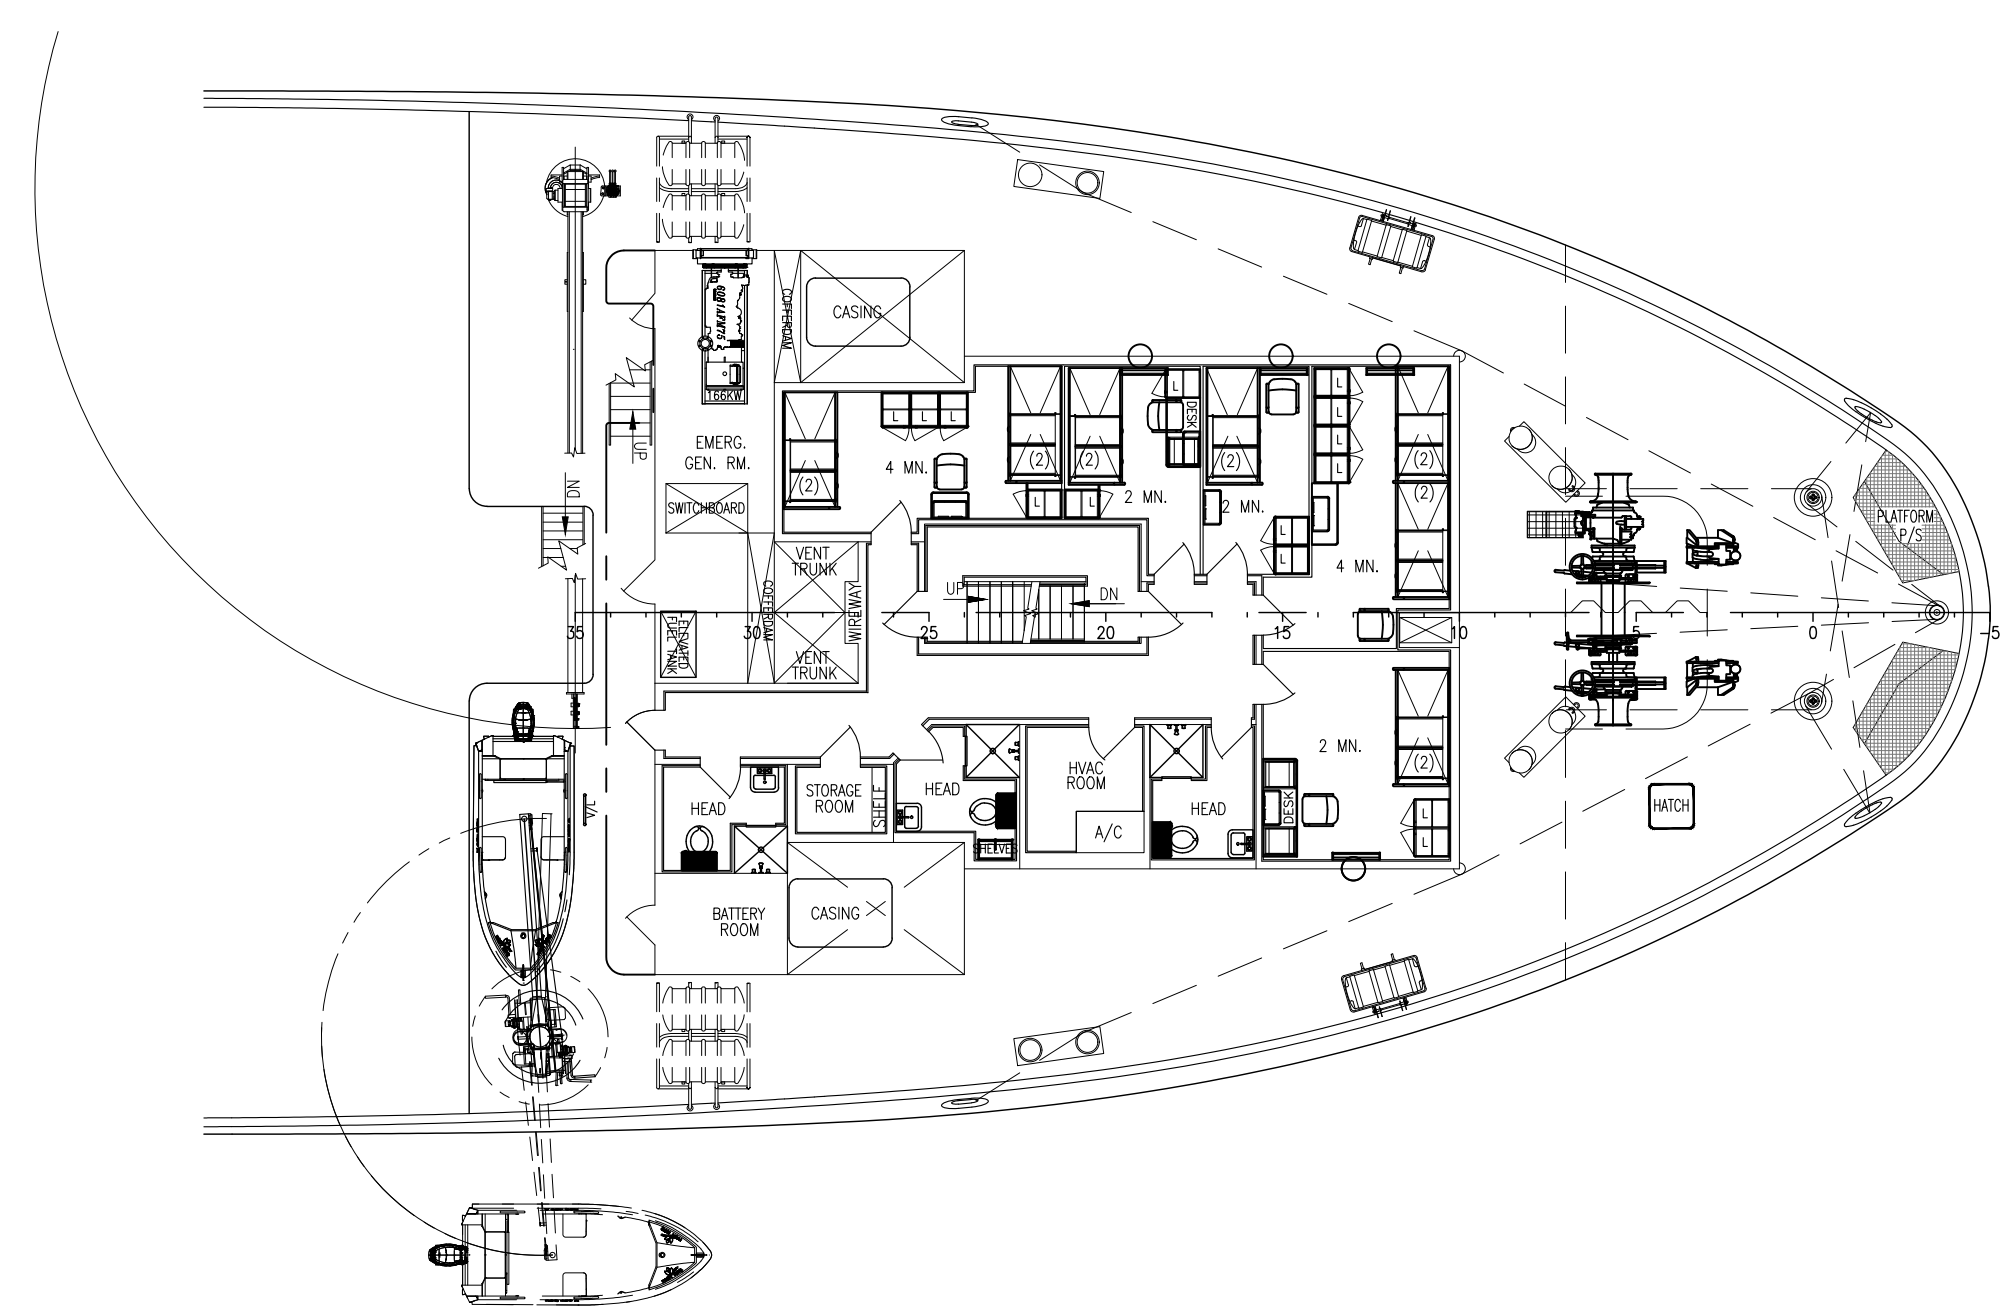 COFFERDAM
CASING
6081AFM75
166KW
EMERG.
GEN. RM.
UP
DN
SWITCHBOARD
VENT
TRUNK
COFFERDAM
WIREWAY
VENT
TRUNK
ELEVATED
FUEL TANK
L
L
L
4 MN.
(2)
(2)
L
L
(2)
2 MN.
L
DESK
(2)
2 MN.
L
L
L
L
L
L
4 MN.
(2)
(2)
UP
DN
35
30
25
20
15
10
5
0
-5
PLATFORM
P/S
2 MN.
(2)
DESK
L
L
HATCH
HEAD
STORAGE
ROOM
SHELF
HEAD
SHELVES
HVAC
ROOM
A/C
HEAD
V/L
BATTERY
ROOM
CASING